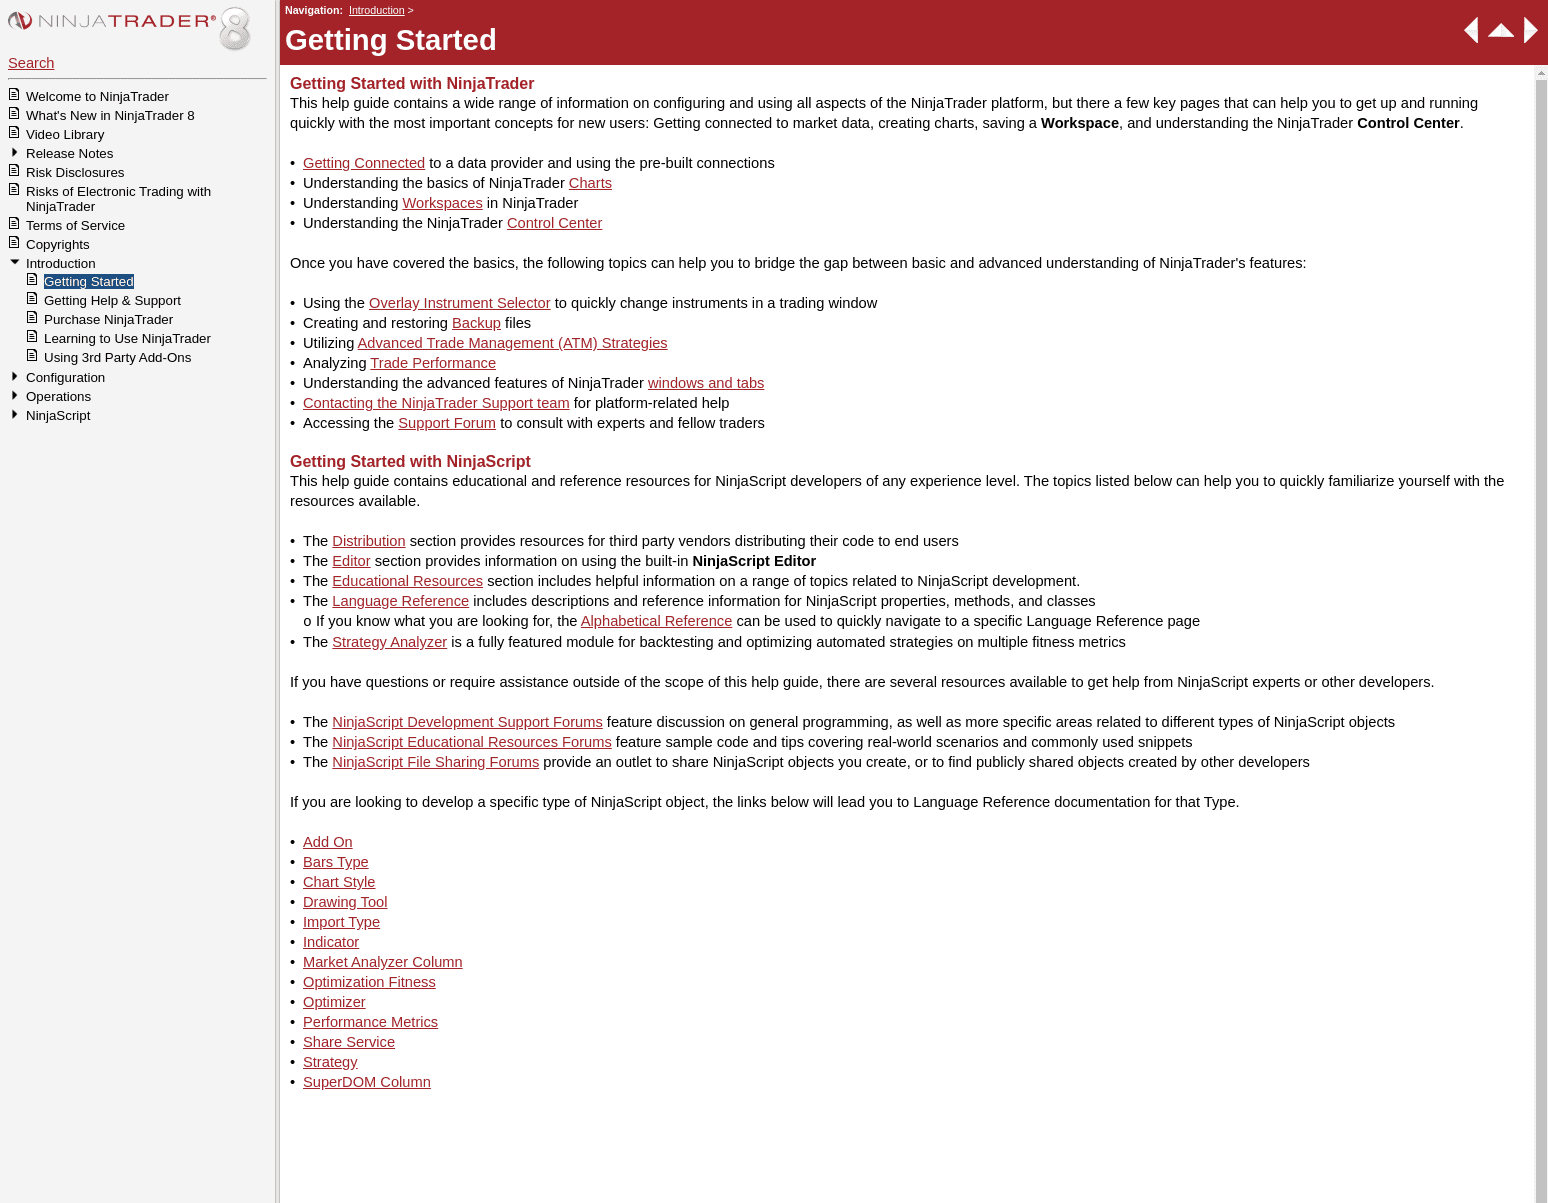 NINJATRADER® 8
Search
Welcome to NinjaTrader
What's New in NinjaTrader 8
Video Library
Release Notes
Risk Disclosures
Risks of Electronic Trading with
NinjaTrader
Terms of Service
Copyrights
Introduction
Getting Started
Getting Help & Support
Purchase NinjaTrader
Learning to Use NinjaTrader
Using 3rd Party Add-Ons
Configuration
Operations
NinjaScript
Navigation: Introduction >
Getting Started
Getting Started with NinjaTrader
This help guide contains a wide range of information on configuring and using all aspects of the NinjaTrader platform, but there a few key pages that can help you to get up and running
quickly with the most important concepts for new users: Getting connected to market data, creating charts, saving a Workspace, and understanding the NinjaTrader Control Center.
• Getting Connected to a data provider and using the pre-built connections
• Understanding the basics of NinjaTrader Charts
• Understanding Workspaces in NinjaTrader
• Understanding the NinjaTrader Control Center
Once you have covered the basics, the following topics can help you to bridge the gap between basic and advanced understanding of NinjaTrader's features:
• Using the Overlay Instrument Selector to quickly change instruments in a trading window
• Creating and restoring Backup files
• Utilizing Advanced Trade Management (ATM) Strategies
• Analyzing Trade Performance
• Understanding the advanced features of NinjaTrader windows and tabs
• Contacting the NinjaTrader Support team for platform-related help
• Accessing the Support Forum to consult with experts and fellow traders
Getting Started with NinjaScript
This help guide contains educational and reference resources for NinjaScript developers of any experience level. The topics listed below can help you to quickly familiarize yourself with the
resources available.
• The Distribution section provides resources for third party vendors distributing their code to end users
• The Editor section provides information on using the built-in NinjaScript Editor
• The Educational Resources section includes helpful information on a range of topics related to NinjaScript development.
• The Language Reference includes descriptions and reference information for NinjaScript properties, methods, and classes
o If you know what you are looking for, the Alphabetical Reference can be used to quickly navigate to a specific Language Reference page
• The Strategy Analyzer is a fully featured module for backtesting and optimizing automated strategies on multiple fitness metrics
If you have questions or require assistance outside of the scope of this help guide, there are several resources available to get help from NinjaScript experts or other developers.
• The NinjaScript Development Support Forums feature discussion on general programming, as well as more specific areas related to different types of NinjaScript objects
• The NinjaScript Educational Resources Forums feature sample code and tips covering real-world scenarios and commonly used snippets
• The NinjaScript File Sharing Forums provide an outlet to share NinjaScript objects you create, or to find publicly shared objects created by other developers
If you are looking to develop a specific type of NinjaScript object, the links below will lead you to Language Reference documentation for that Type.
• Add On
• Bars Type
• Chart Style
• Drawing Tool
• Import Type
• Indicator
• Market Analyzer Column
• Optimization Fitness
• Optimizer
• Performance Metrics
• Share Service
• Strategy
• SuperDOM Column